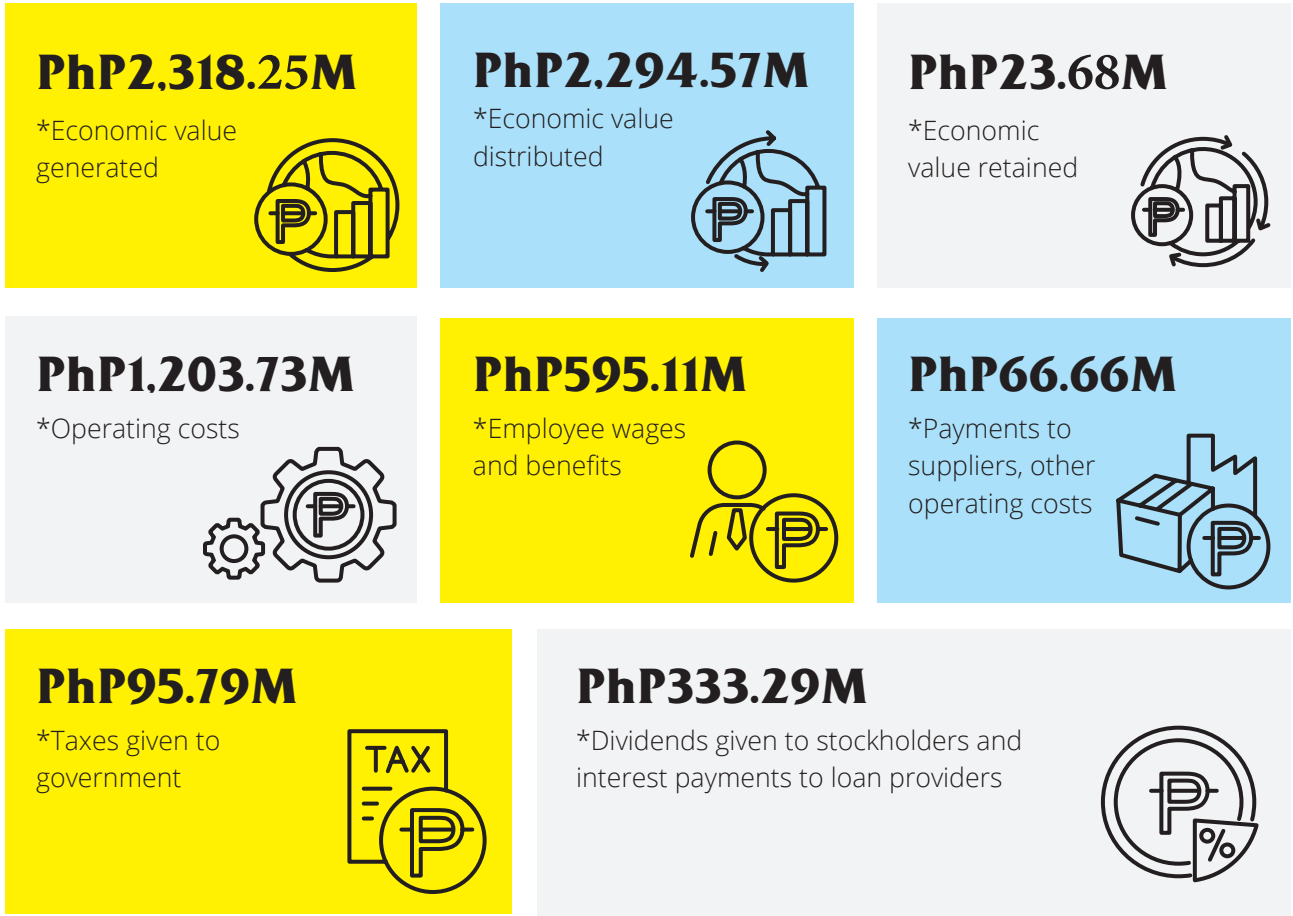 PhP2,318.25M
*Economic value
generated
PhP2,294.57M
*Economic value
distributed
PhP23.68M
*Economic
value retained
PhP1,203.73M
*Operating costs
PhP595.11M
*Employee wages
and benefits
PhP66.66M
*Payments to
suppliers, other
operating costs
PhP95.79M
*Taxes given to
government
TAX
PhP333.29M
*Dividends given to stockholders and
interest payments to loan providers
%